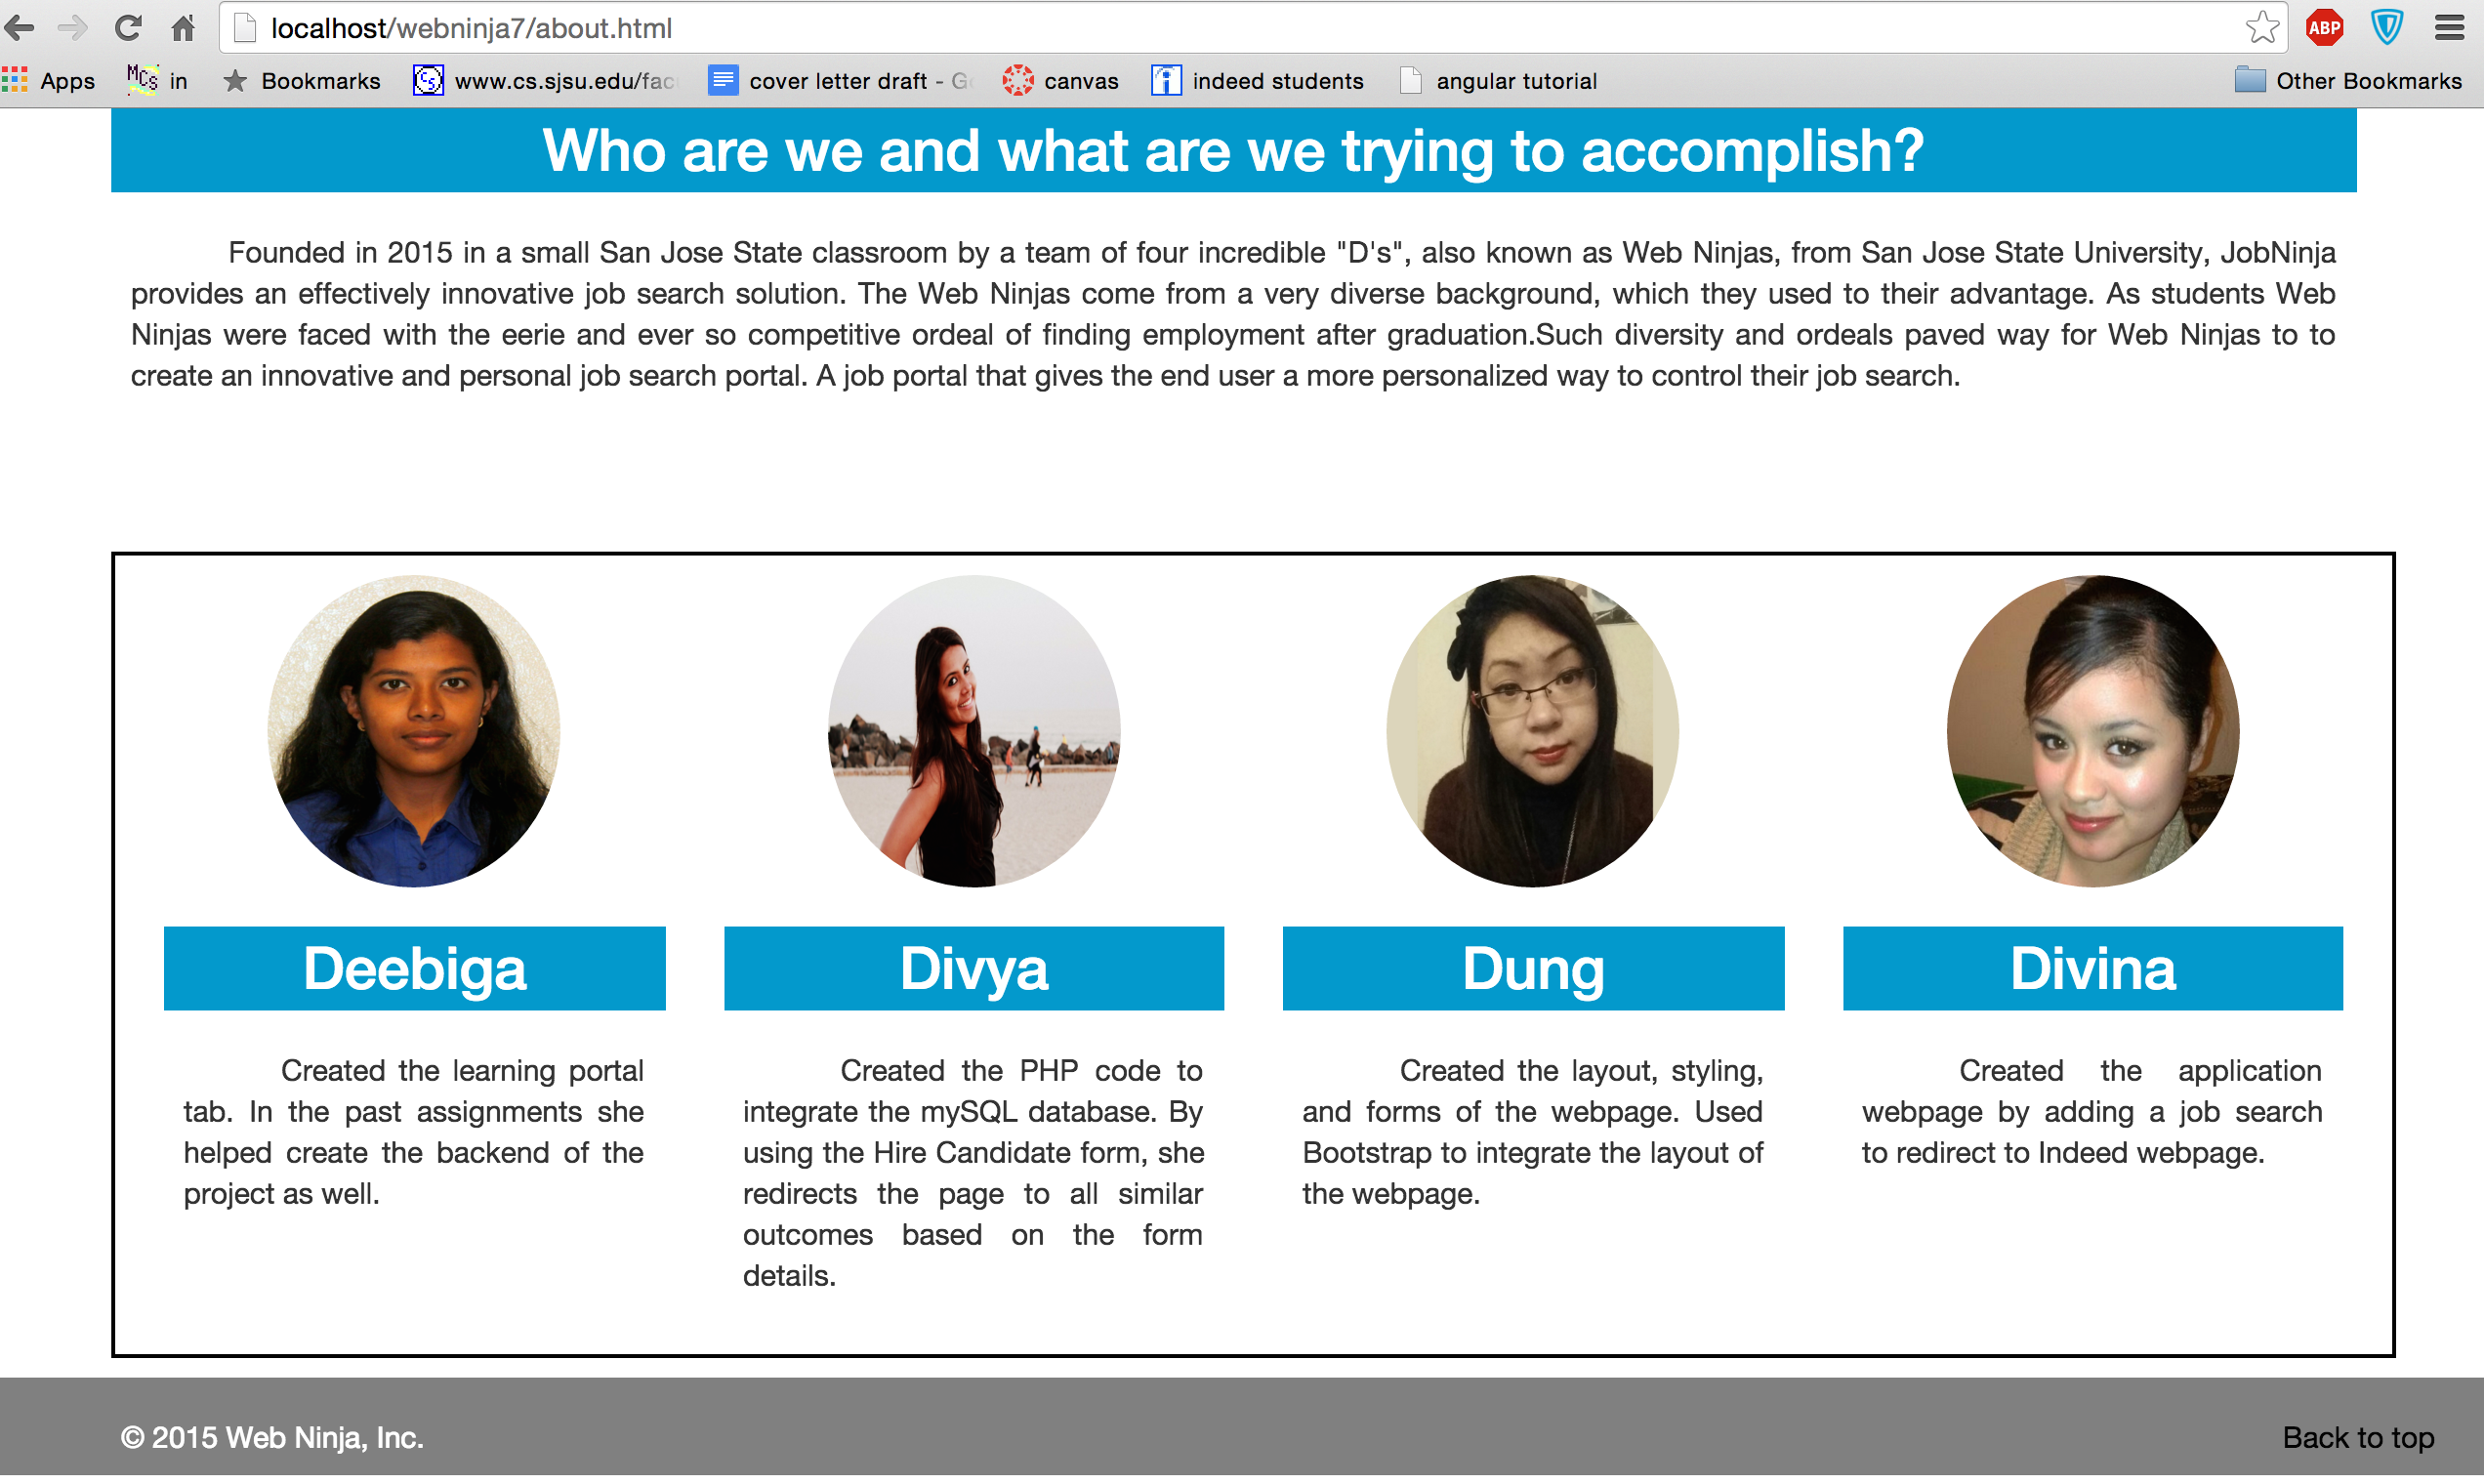 localhost/webninja7/about.html
ABP
Apps
MCs in
Bookmarks
Cs www.cs.sjsu.edu/fac
cover letter draft - Go
canvas
i indeed students
angular tutorial
Other Bookmarks
Who are we and what are we trying to accomplish?
Founded in 2015 in a small San Jose State classroom by a team of four incredible "D's", also known as Web Ninjas, from San Jose State University, JobNinja
provides an effectively innovative job search solution. The Web Ninjas come from a very diverse background, which they used to their advantage. As students Web
Ninjas were faced with the eerie and ever so competitive ordeal of finding employment after graduation.Such diversity and ordeals paved way for Web Ninjas to to
create an innovative and personal job search portal. A job portal that gives the end user a more personalized way to control their job search.
Deebiga
Created the learning portal
tab. In the past assignments she
helped create the backend of the
project as well.
Divya
Created the PHP code to
integrate the mySQL database. By
using the Hire Candidate form, she
redirects the page to all similar
outcomes based on the form
details.
Dung
Created the layout, styling,
and forms of the webpage. Used
Bootstrap to integrate the layout of
the webpage.
Divina
Created the application
webpage by adding a job search
to redirect to Indeed webpage.
© 2015 Web Ninja, Inc.
Back to top